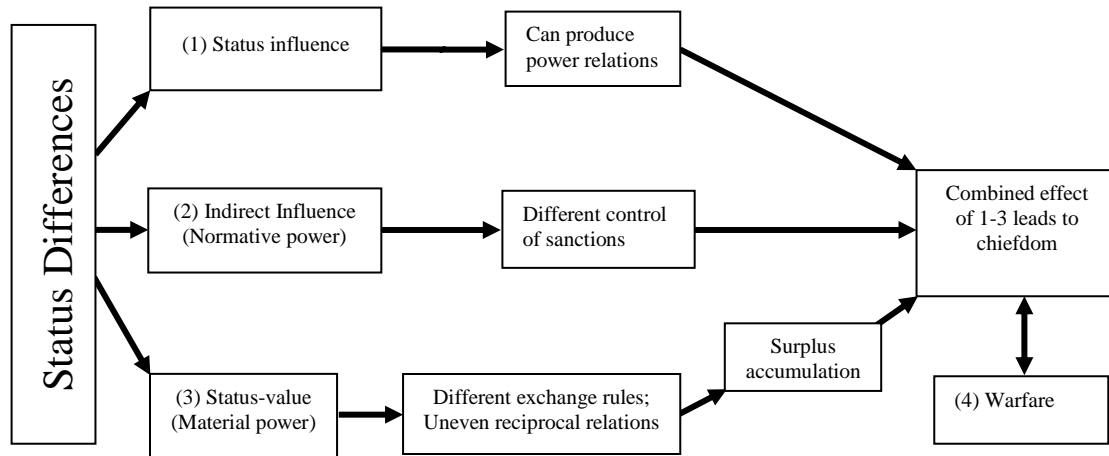 Status Differences
(1) Status influence
Can produce
power relations
(2) Indirect Influence
(Normative power)
Different control
of sanctions
Combined effect
of 1-3 leads to
chiefdom
(3) Status-value
(Material power)
Different exchange rules;
Uneven reciprocal relations
Surplus
accumulation
(4) Warfare